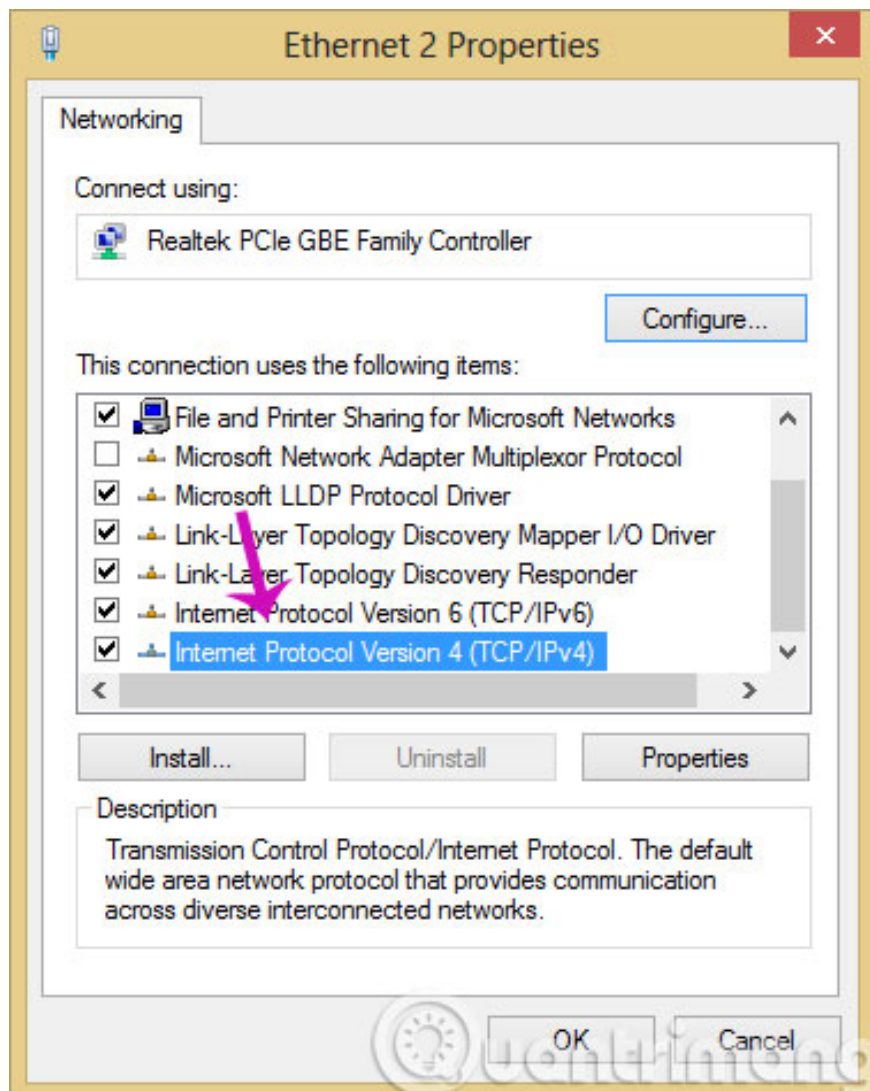 Ethernet 2 Properties
Networking
Connect using:
Realtek PCIe GBE Family Controller
Configure...
This connection uses the following items:
File and Printer Sharing for Microsoft Networks
Microsoft Network Adapter Multiplexor Protocol
Microsoft LLDP Protocol Driver
Link-Layer Topology Discovery Mapper I/O Driver
Link-Layer Topology Discovery Responder
Internet Protocol Version 6 (TCP/IPv6)
Internet Protocol Version 4 (TCP/IPv4)
Install...
Uninstall
Properties
Description
Transmission Control Protocol/Internet Protocol. The default
wide area network protocol that provides communication
across diverse interconnected networks.
OK
Cancel
Quantrimang